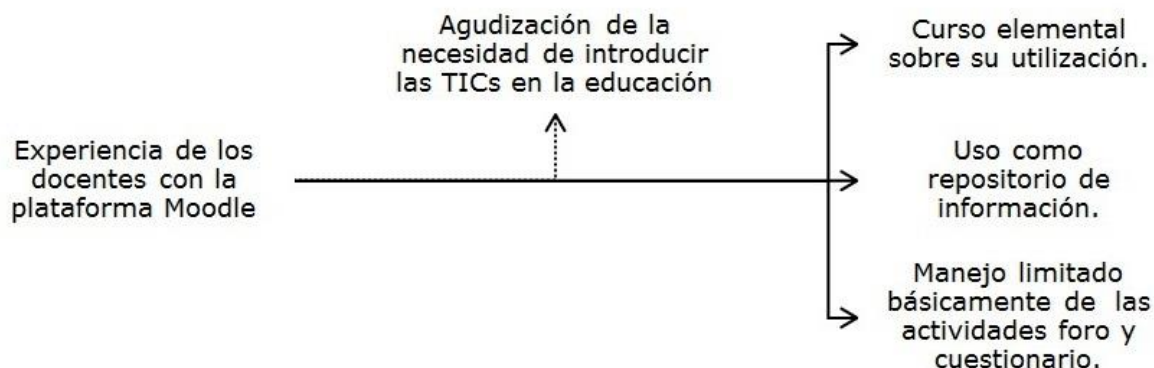 Agudización de la
necesidad de introducir
las TICs en la educación
Experiencia de los
docentes con la
plataforma Moodle
Curso elemental
sobre su utilización.
Uso como
repositorio de
información.
Manejo limitado
básicamente de las
actividades foro y
cuestionario.